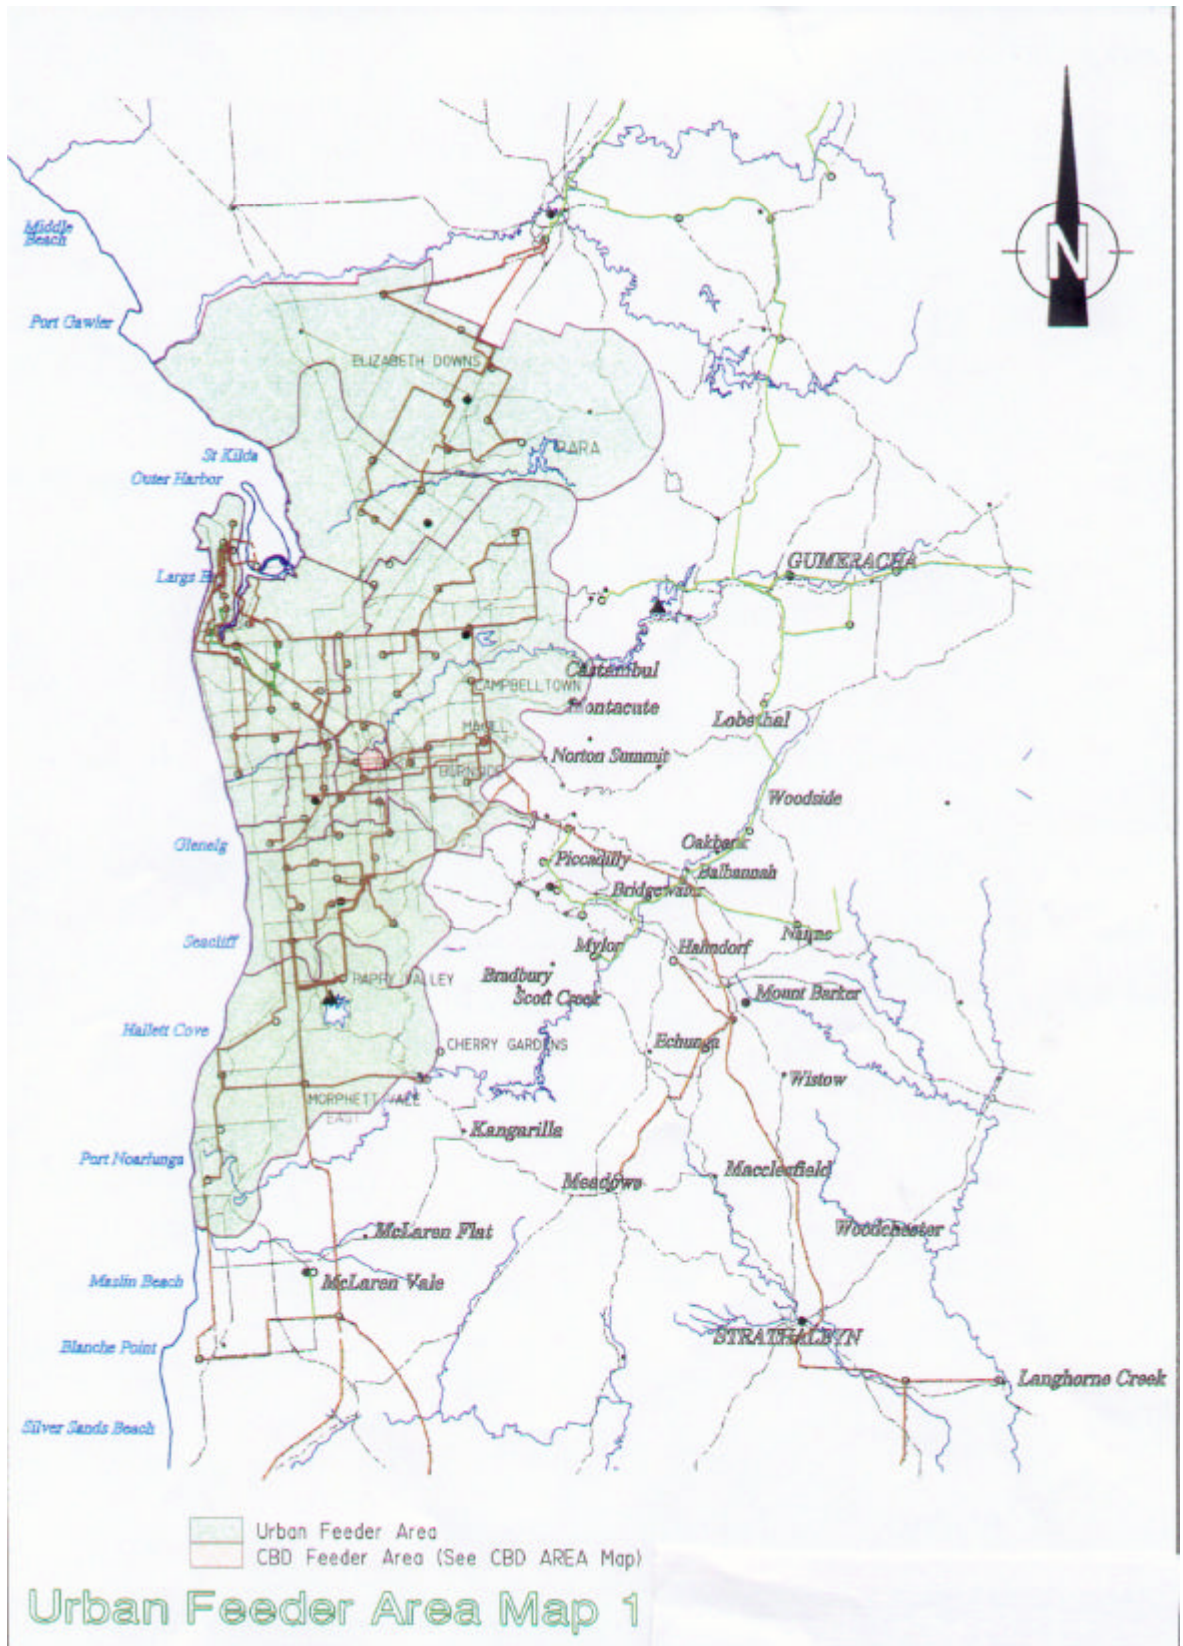 N
Middle
Beach
Port Gawler
ELIZABETH DOWNS
St Kilda
PARA
Outer Harbor
GUMERACHA
Castambul
CAMPBELLTOWN
Montacute
Lobethal
MAGILL
Norton Summit
BURNSIDE
Woodside
Glenelg
Oakbank
Piccadilly
Balhannah
Bridgewater
Nairne
Seacliff
Mylor
Hahndorf
HAPPY VALLEY
Bradbury
Mount Barker
Scott Creek
Hallett Cove
Echunga
CHERRY GARDENS
Wistow
MORPHETT VALE
EAST
Kangarilla
Port Noarlunga
Macclesfield
Meadows
McLaren Flat
Woodchester
Maslin Beach
McLaren Vale
STRATHALBYN
Blanche Point
Langhorne Creek
Silver Sands Beach
Urban Feeder Area
CBD Feeder Area (See CBD AREA Map)
Urban Feeder Area Map 1